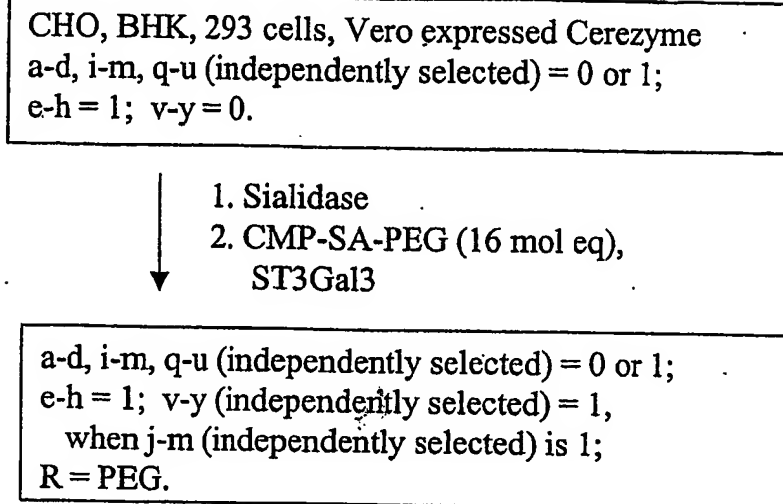 CHO, BHK, 293 cells, Vero expressed Cerezyme
a-d, i-m, q-u (independently selected) = 0 or 1;
e-h = 1; v-y = 0.
1. Sialidase
2. CMP-SA-PEG (16 mol eq),
ST3Gal3
a-d, i-m, q-u (independently selected) = 0 or 1;
e-h = 1; v-y (independently selected) = 1,
when j-m (independently selected) is 1;
R = PEG.